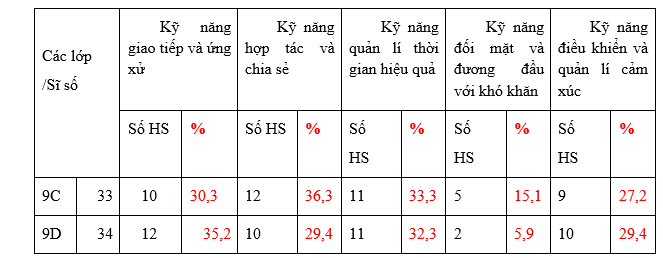 Các lớp
/Sĩ số
Kỹ năng
giao tiếp và ứng
xử
Kỹ năng
hợp tác và
chia sẻ
Kỹ năng
quản lí thời
gian hiệu quả
Kỹ năng
đối mặt và
đương đầu
với khó khăn
Kỹ năng
điều khiển và
quản lí cảm
xúc
Số HS % Số HS % Số
HS % Số
HS % Số
HS %
9C 33 10 30,3 12 36,3 11 33,3 5 15,1 9 27,2
9D 34 12 35,2 10 29,4 11 32,3 2 5,9 10 29,4